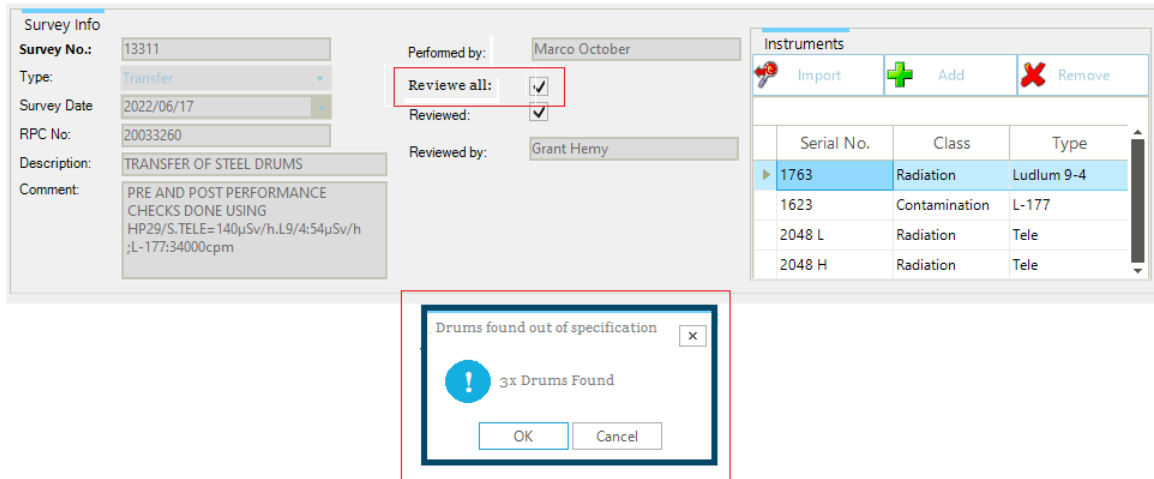 Survey Info
Survey No.: 13311
Type: Transfer
Survey Date 2022/06/17
RPC No: 20033260
Description: TRANSFER OF STEEL DRUMS
Comment: PRE AND POST PERFORMANCE
CHECKS DONE USING
HP29/S.TELE=140µSv/h.L9/4:54µSv/h
;L-177:34000cpm
Performed by: Marco October
Reviewe all:
Reviewed:
Reviewed by: Grant Hemy
Instruments
Import Add Remove
Serial No. Class Type
1763 Radiation Ludlum 9-4
1623 Contamination L-177
2048 L Radiation Tele
2048 H Radiation Tele
Drums found out of specification
3x Drums Found
OK Cancel